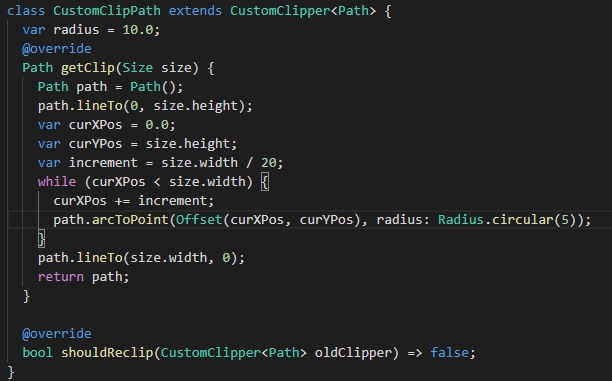 class CustomClipPath extends CustomClipper<Path> {
  var radius = 10.0;
  @override
  Path getClip(Size size) {
    Path path = Path();
    path.lineTo(0, size.height);
    var curXPos = 0.0;
    var curYPos = size.height;
    var increment = size.width / 20;
    while (curXPos < size.width) {
      curXPos += increment;
      path.arcToPoint(Offset(curXPos, curYPos), radius: Radius.circular(5));
    }
    path.lineTo(size.width, 0);
    return path;
  }

  @override
  bool shouldReclip(CustomClipper<Path> oldClipper) => false;
}